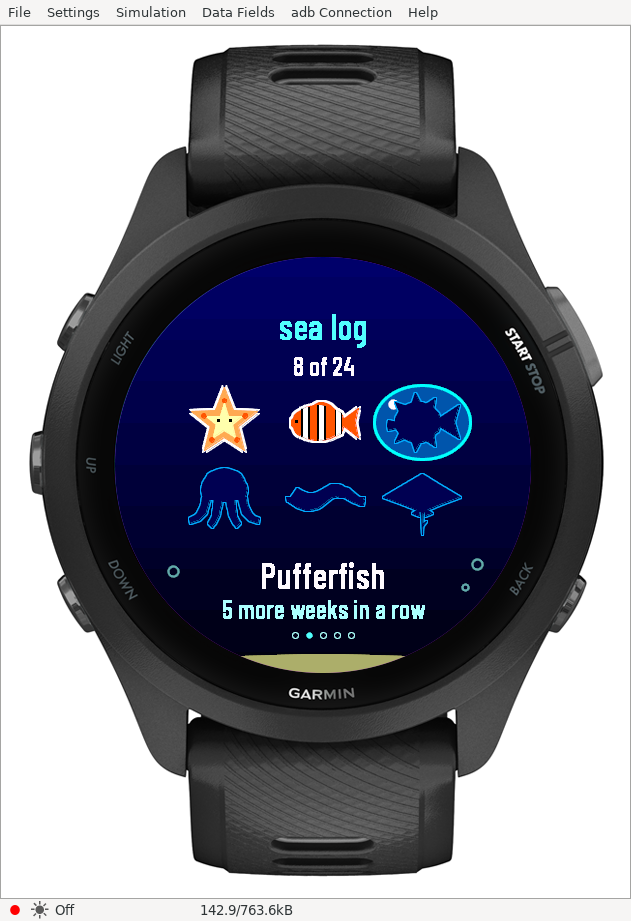 File Settings Simulation Data Fields adb Connection Help
LIGHT
START STOP
UP
DOWN
BACK
sea log
8 of 24
Pufferfish
5 more weeks in a row
GARMIN
Off 142.9/763.6kB